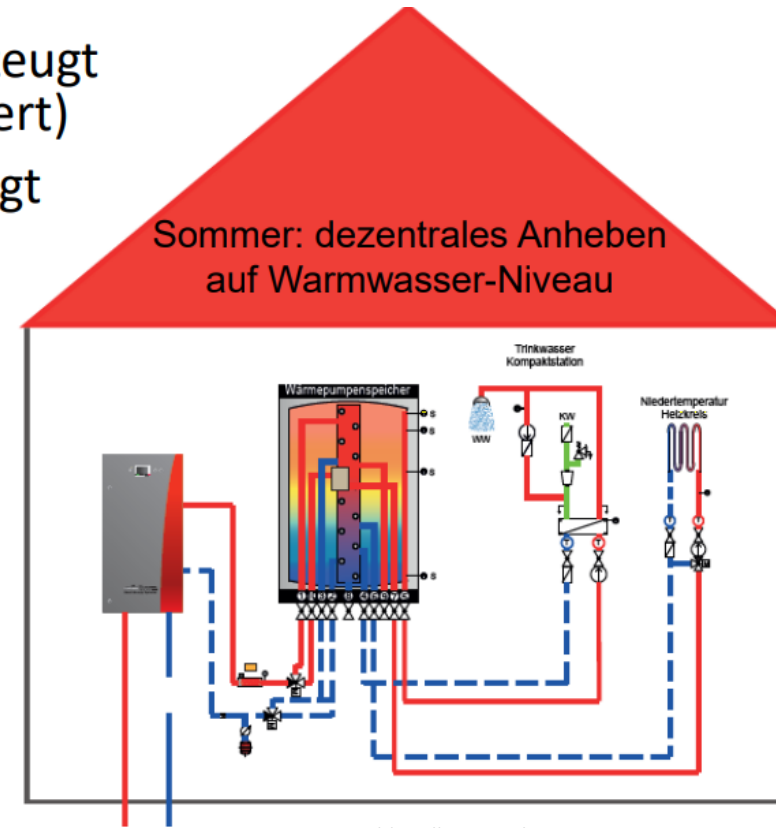 eugt
ert)
gt
Sommer: dezentrales Anheben
auf Warmwasser-Niveau
Trinkwasser
Kompaktstation
Wärmepumpenspeicher
Niedertemperatur
Heizkreis
KW
WW
S
S
S
S